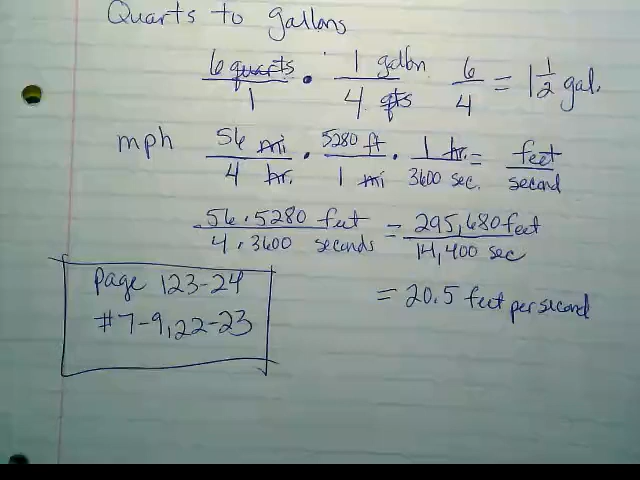 Quarts to gallons
6 quarts / 1 · 1 gallon / 4 qts 6/4 = 1 1/2 gal.
mph 56 mi / 4 hr. · 5280 ft / 1 mi · 1 hr. / 3600 sec. = feet / second
56 . 5280 feet / 4 . 3600 seconds = 295,680 feet / 14,400 sec
= 20.5 feet per second
Page 123-24
#7-9, 22-23